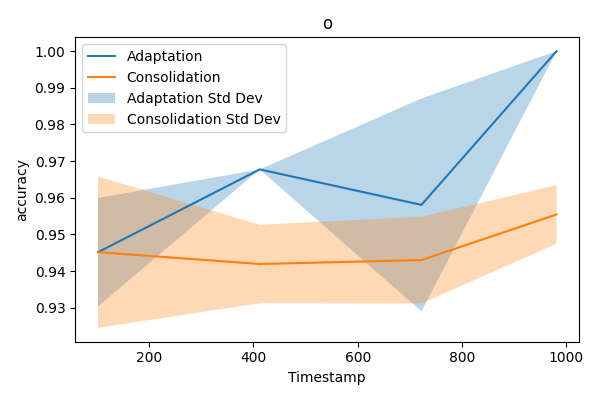 o
1.00
0.99
0.98
0.97
0.96
0.95
0.94
0.93
accuracy
Adaptation
Consolidation
Adaptation Std Dev
Consolidation Std Dev
200
400
600
800
1000
Timestamp